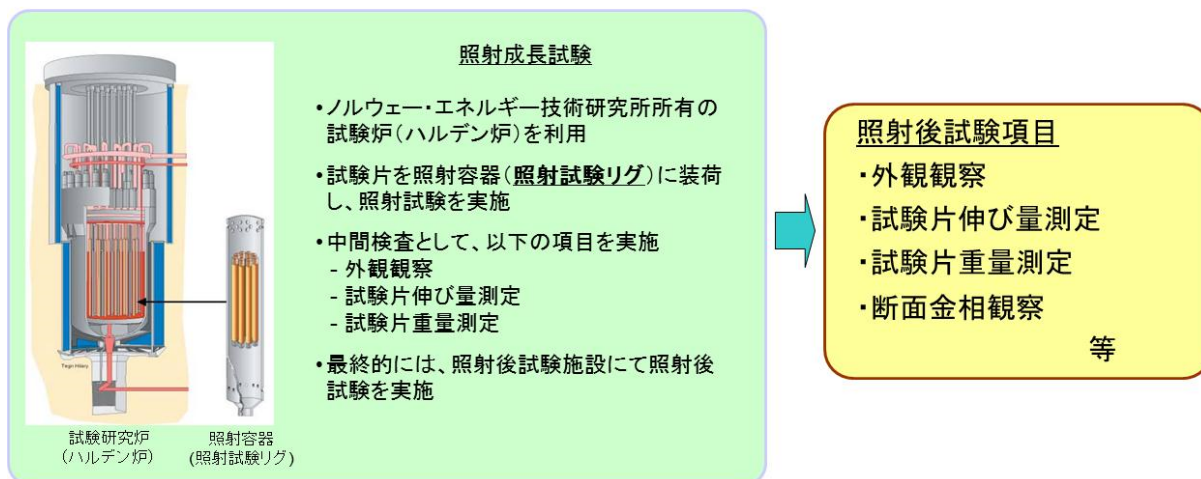 照射成長試験
•ノルウェー・エネルギー技術研究所所有の
試験炉(ハルデン炉)を利用
•試験片を照射容器(照射試験リグ)に装荷
し、照射試験を実施
•中間検査として、以下の項目を実施
- 外観観察
- 試験片伸び量測定
- 試験片重量測定
•最終的には、照射後試験施設にて照射後
試験を実施
試験研究炉
(ハルデン炉)
照射容器
(照射試験リグ)
照射後試験項目
・外観観察
・試験片伸び量測定
・試験片重量測定
・断面金相観察
等